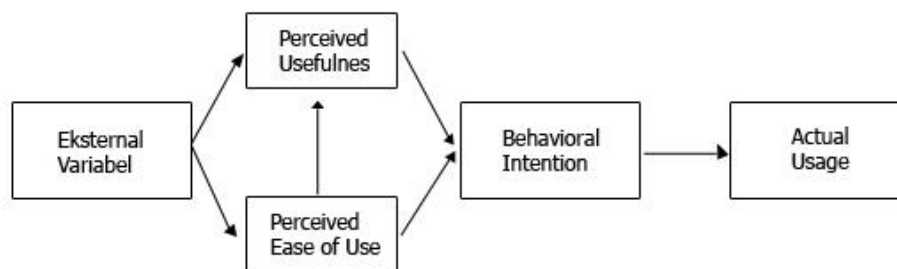 Perceived
Usefulnes
Eksternal
Variabel
Behavioral
Intention
Actual
Usage
Perceived
Ease of Use